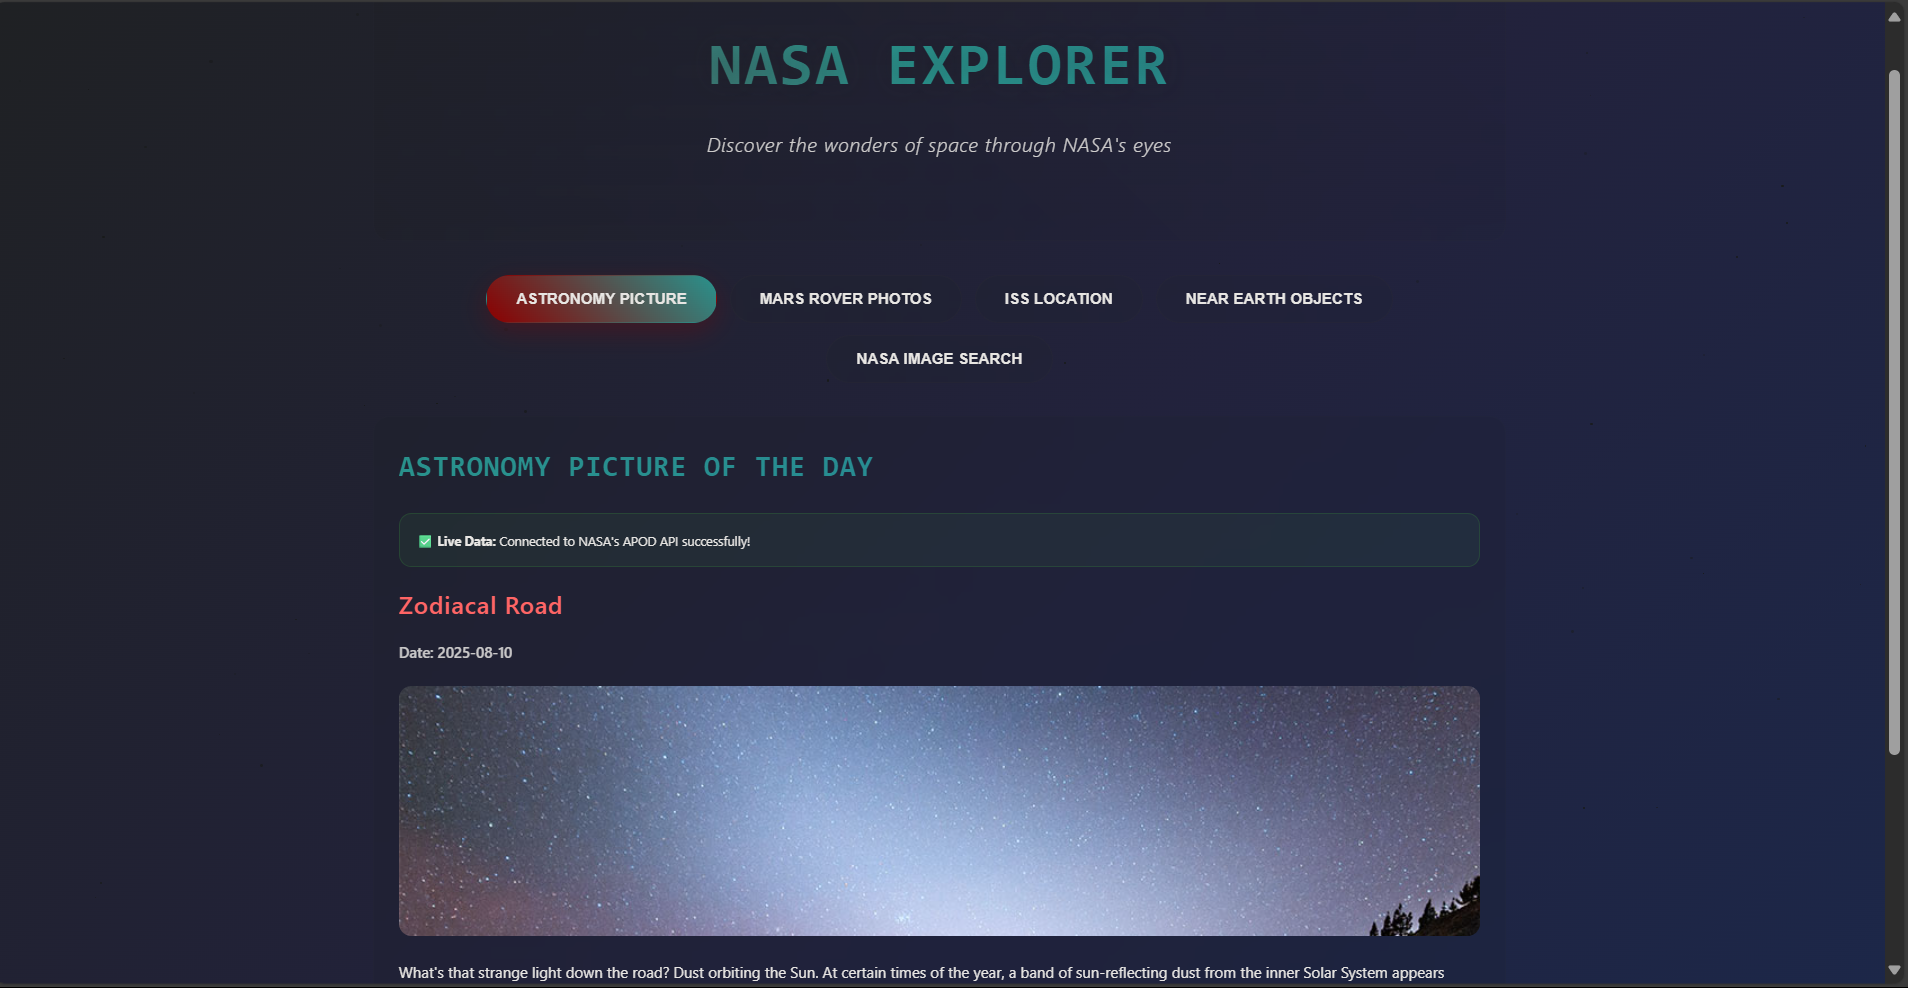 NASA EXPLORER
Discover the wonders of space through NASA's eyes
ASTRONOMY PICTURE
MARS ROVER PHOTOS
ISS LOCATION
NEAR EARTH OBJECTS
NASA IMAGE SEARCH
ASTRONOMY PICTURE OF THE DAY
✅ Live Data: Connected to NASA's APOD API successfully!
Zodiacal Road
Date: 2025-08-10
What's that strange light down the road? Dust orbiting the Sun. At certain times of the year, a band of sun-reflecting dust from the inner Solar System appears